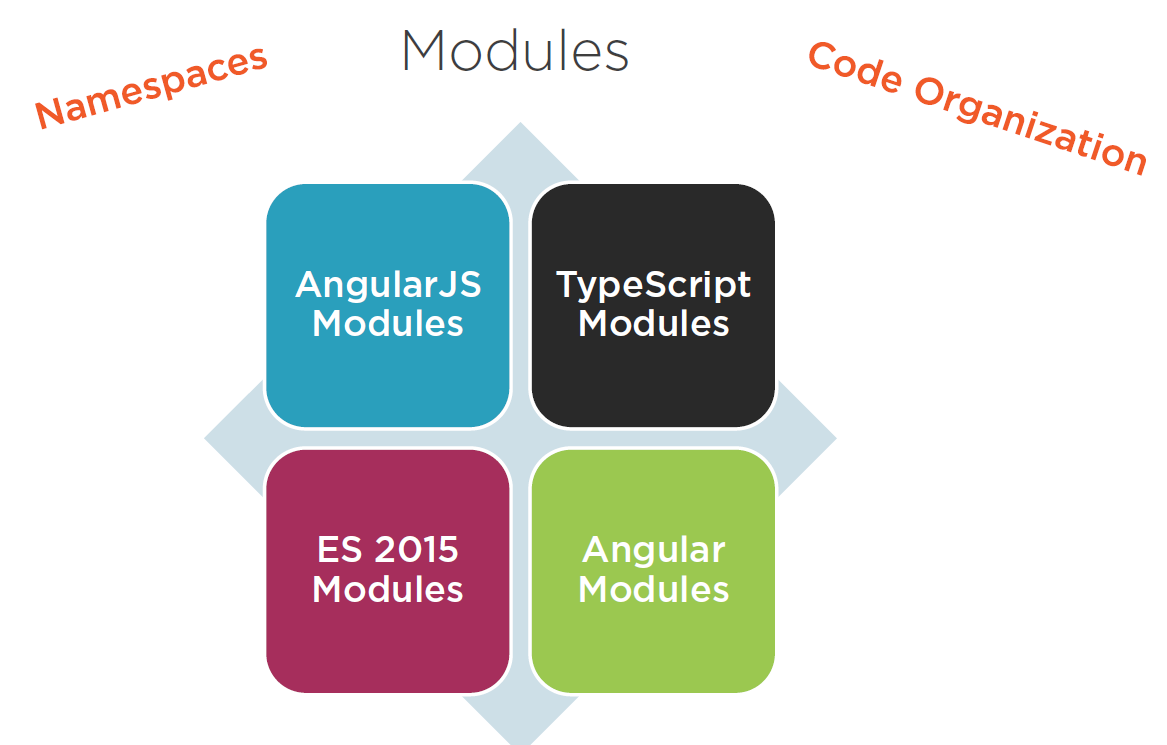 Namespaces
Modules
Code Organization
AngularJS
Modules
TypeScript
Modules
ES 2015
Modules
Angular
Modules